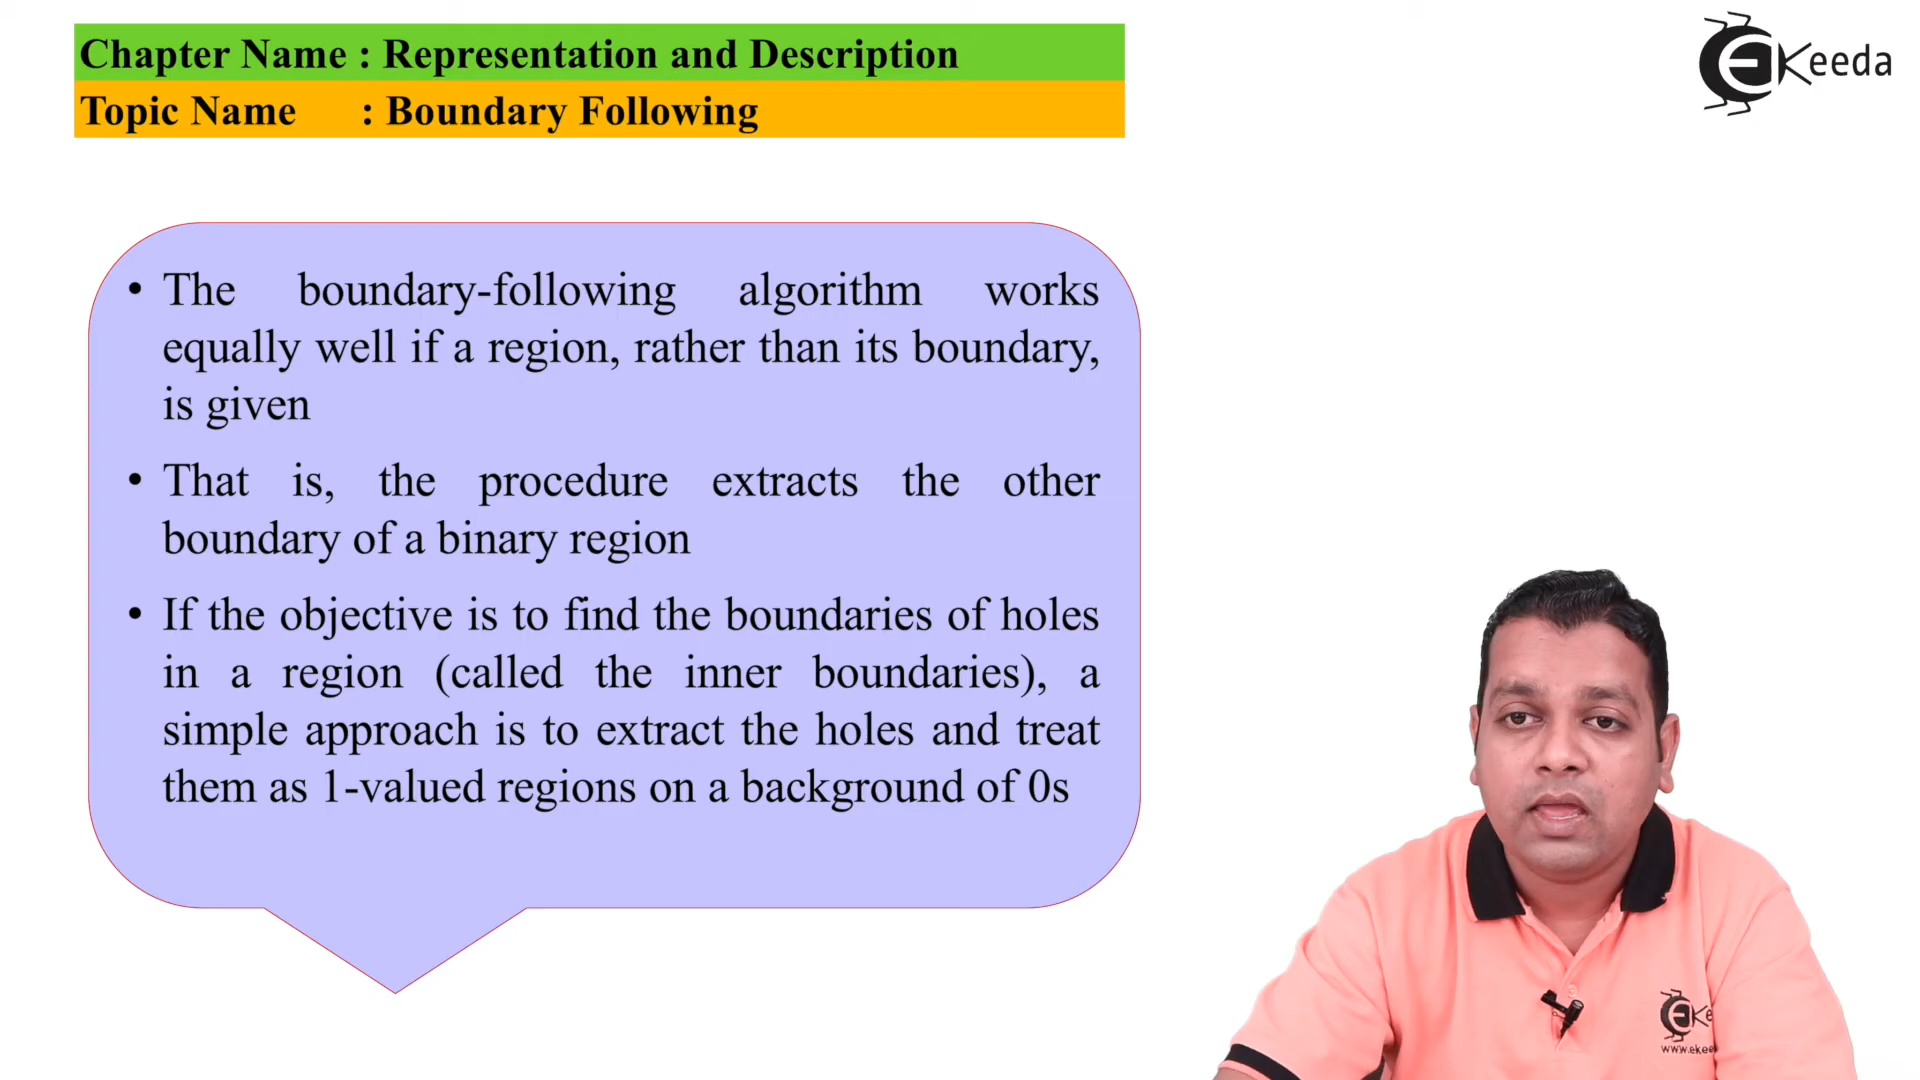 Chapter Name : Representation and Description
Topic Name : Boundary Following
EKeeda
• The boundary-following algorithm works
equally well if a region, rather than its boundary,
is given
• That is, the procedure extracts the other
boundary of a binary region
• If the objective is to find the boundaries of holes
in a region (called the inner boundaries), a
simple approach is to extract the holes and treat
them as 1-valued regions on a background of 0s